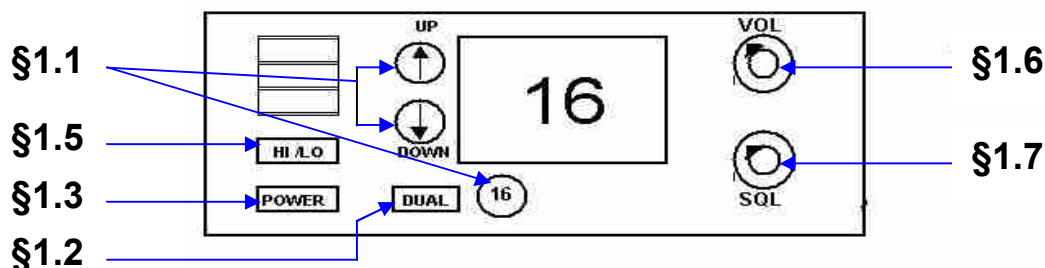 UP
VOL
§1.1
§1.6
16
§1.5
HI /LO
DOWN
§1.7
§1.3
POWER
DUAL
16
SQL
§1.2